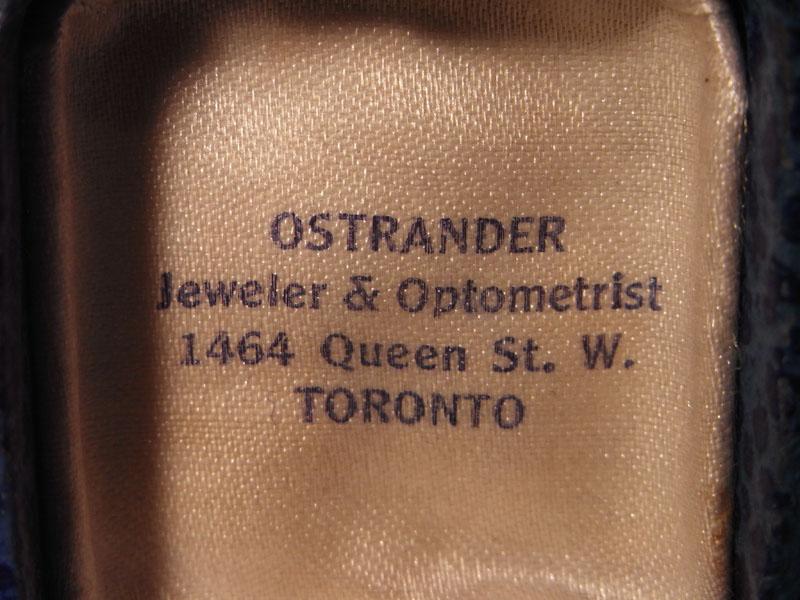 OSTRANDER
Jeweler & Optometrist
1464 Queen St. W.
TORONTO